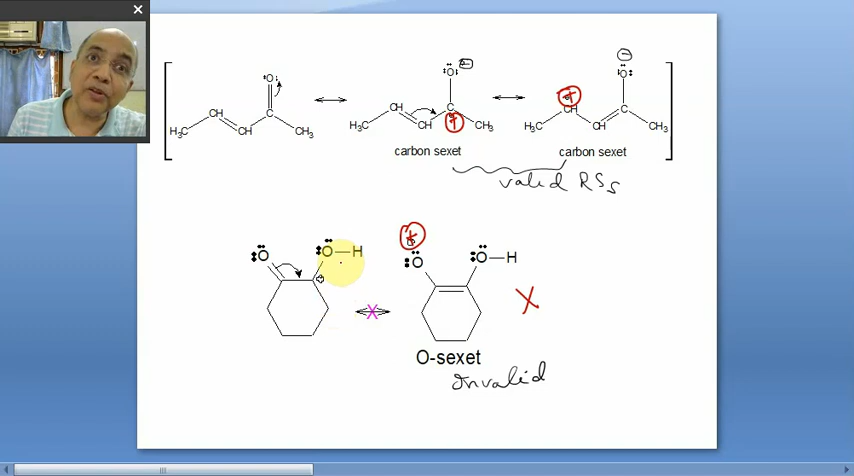 O
CH
C
H₃C
CH
CH₃
O
CH
C
H₃C
CH
CH₃
carbon sexet
O
CH
C
H₃C
CH
CH₃
carbon sexet
valid RSs
O
O—H
O
O—H
O-sexet
Invalid